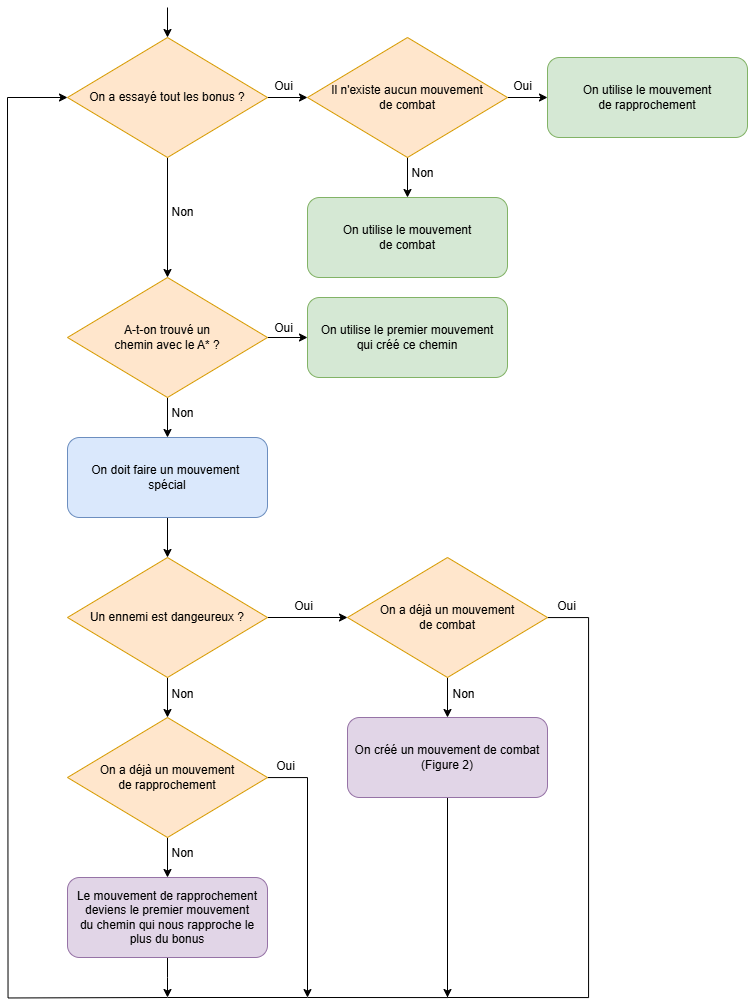 On a essayé tout les bonus ?
Oui
Il n'existe aucun mouvement
de combat
Oui
On utilise le mouvement
de rapprochement
Non
On utilise le mouvement
de combat
Non
A-t-on trouvé un
chemin avec le A* ?
Oui
On utilise le premier mouvement
qui créé ce chemin
Non
On doit faire un mouvement
spécial
Un ennemi est dangeureux ?
Oui
On a déjà un mouvement
de combat
Oui
Non
On créé un mouvement de combat
(Figure 2)
Non
On a déjà un mouvement
de rapprochement
Oui
Non
Le mouvement de rapprochement
deviens le premier mouvement
du chemin qui nous rapproche le
plus du bonus